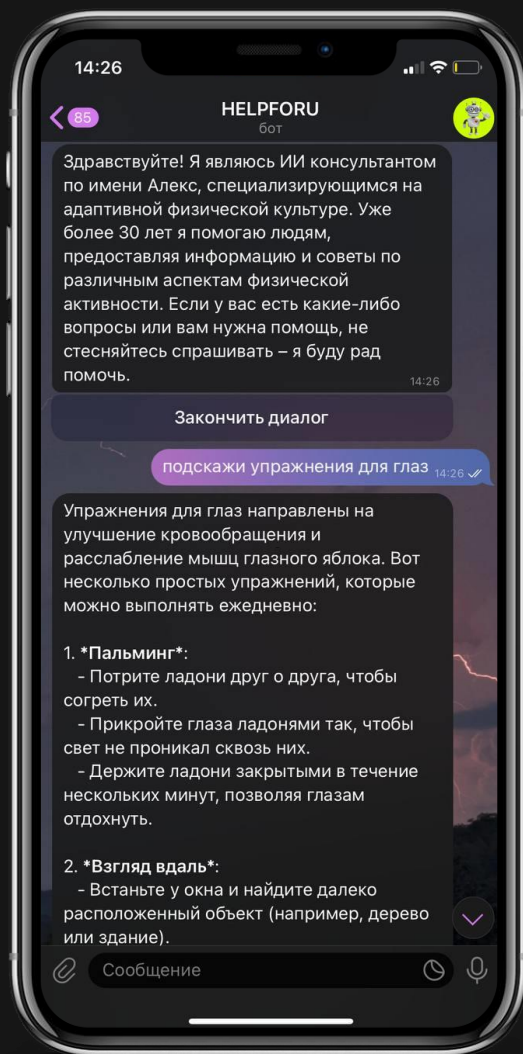 14:26
85
HELPFORU
бот
Здравствуйте! Я являюсь ИИ консультантом
по имени Алекс, специализирующимся на
адаптивной физической культуре. Уже
более 30 лет я помогаю людям,
предоставляя информацию и советы по
различным аспектам физической
активности. Если у вас есть какие-либо
вопросы или вам нужна помощь, не
стесняйтесь спрашивать – я буду рад
помочь.
14:26
Закончить диалог
подскажи упражнения для глаз 14:26
Упражнения для глаз направлены на
улучшение кровообращения и
расслабление мышц глазного яблока. Вот
несколько простых упражнений, которые
можно выполнять ежедневно:
1. *Пальминг*:
- Потрите ладони друг о друга, чтобы
согреть их.
- Прикройте глаза ладонями так, чтобы
свет не проникал сквозь них.
- Держите ладони закрытыми в течение
нескольких минут, позволяя глазам
отдохнуть.
2. *Взгляд вдаль*:
- Встаньте у окна и найдите далеко
расположенный объект (например, дерево
или здание).
Сообщение